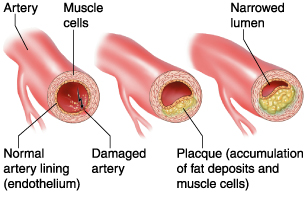 Artery
Muscle
cells
Narrowed
lumen
Normal
artery lining
(endothelium)
Damaged
artery
Placque (accumulation
of fat deposits and
muscle cells)